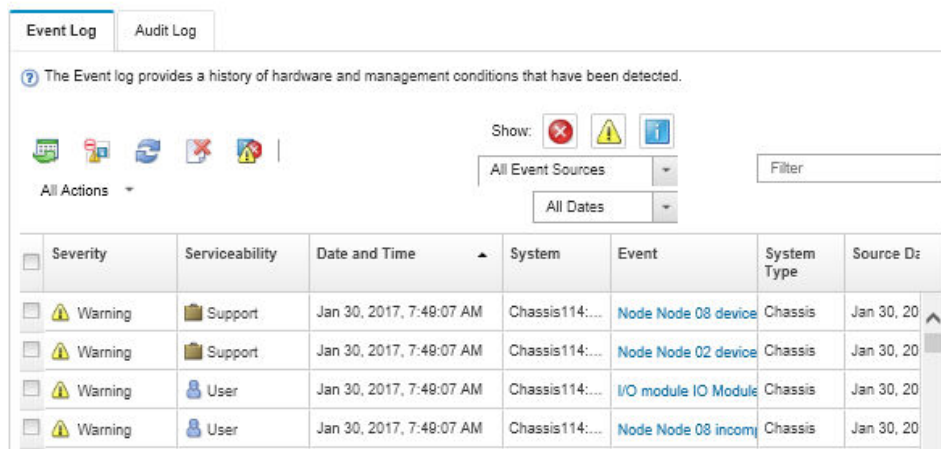 Event Log Audit Log
The Event log provides a history of hardware and management conditions that have been detected.
Show:
All Event Sources Filter
All Actions
All Dates
Severity Serviceability Date and Time System Event System Type Source Da
Warning Support Jan 30, 2017, 7:49:07 AM Chassis114:... Node Node 08 device Chassis Jan 30, 20
Warning Support Jan 30, 2017, 7:49:07 AM Chassis114:... Node Node 02 device Chassis Jan 30, 20
Warning User Jan 30, 2017, 7:49:07 AM Chassis114:... I/O module IO Module Chassis Jan 30, 20
Warning User Jan 30, 2017, 7:49:07 AM Chassis114:... Node Node 08 incom Chassis Jan 30, 20